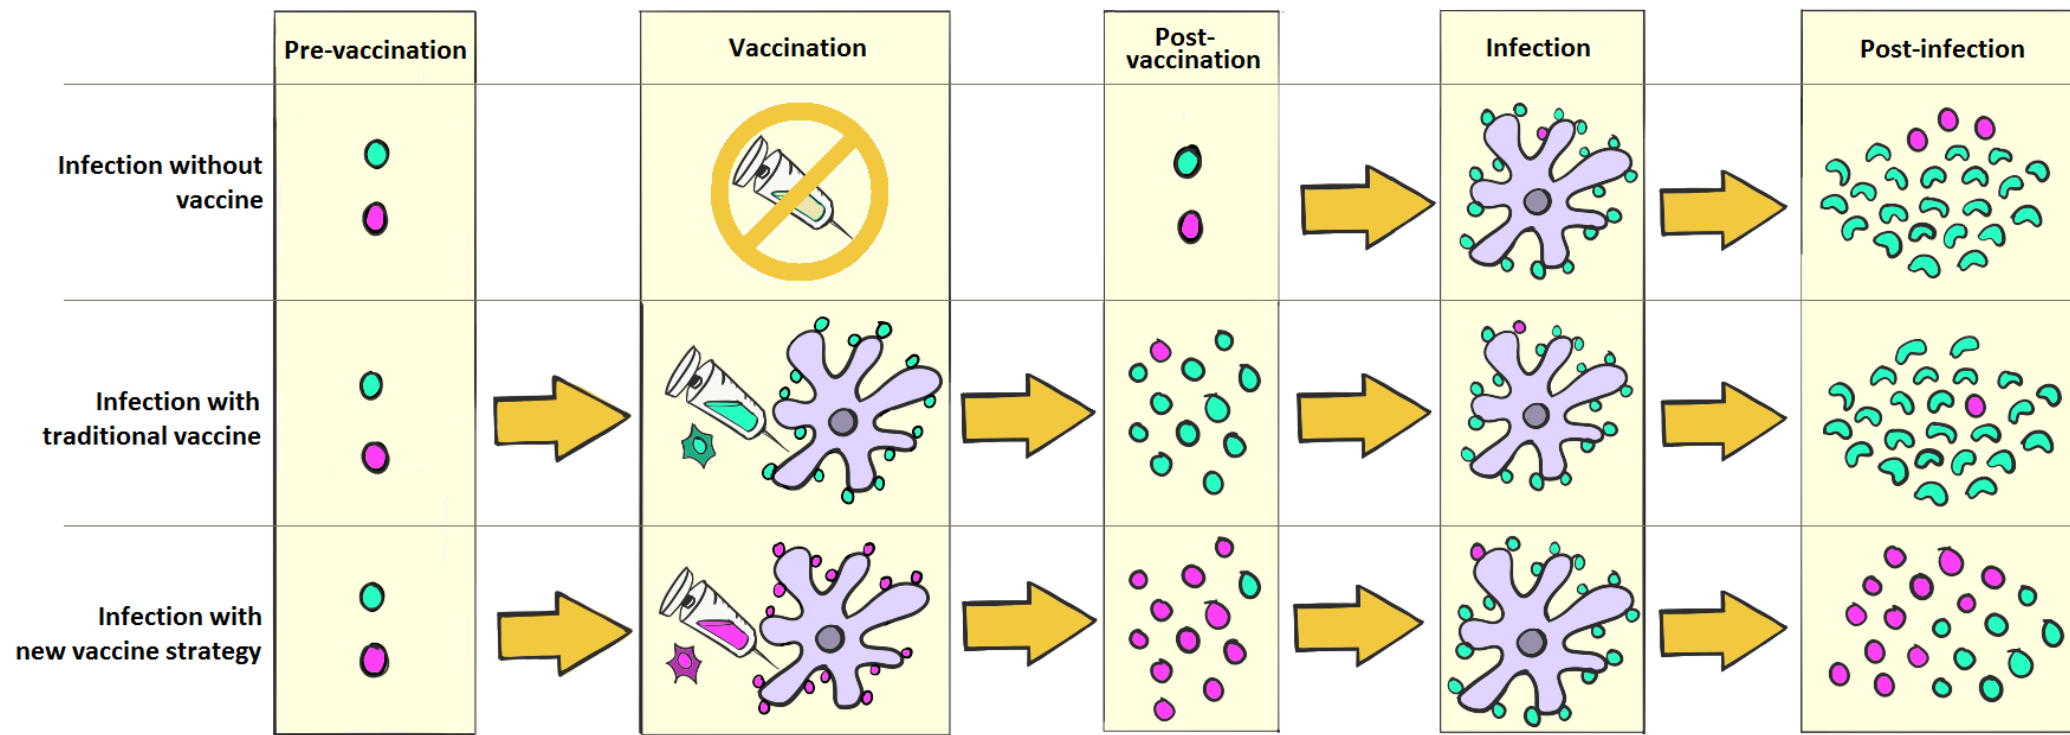 Pre-vaccination
Vaccination
Post-
vaccination
Infection
Post-infection
Infection without
vaccine
Infection with
traditional vaccine
Infection with
new vaccine strategy